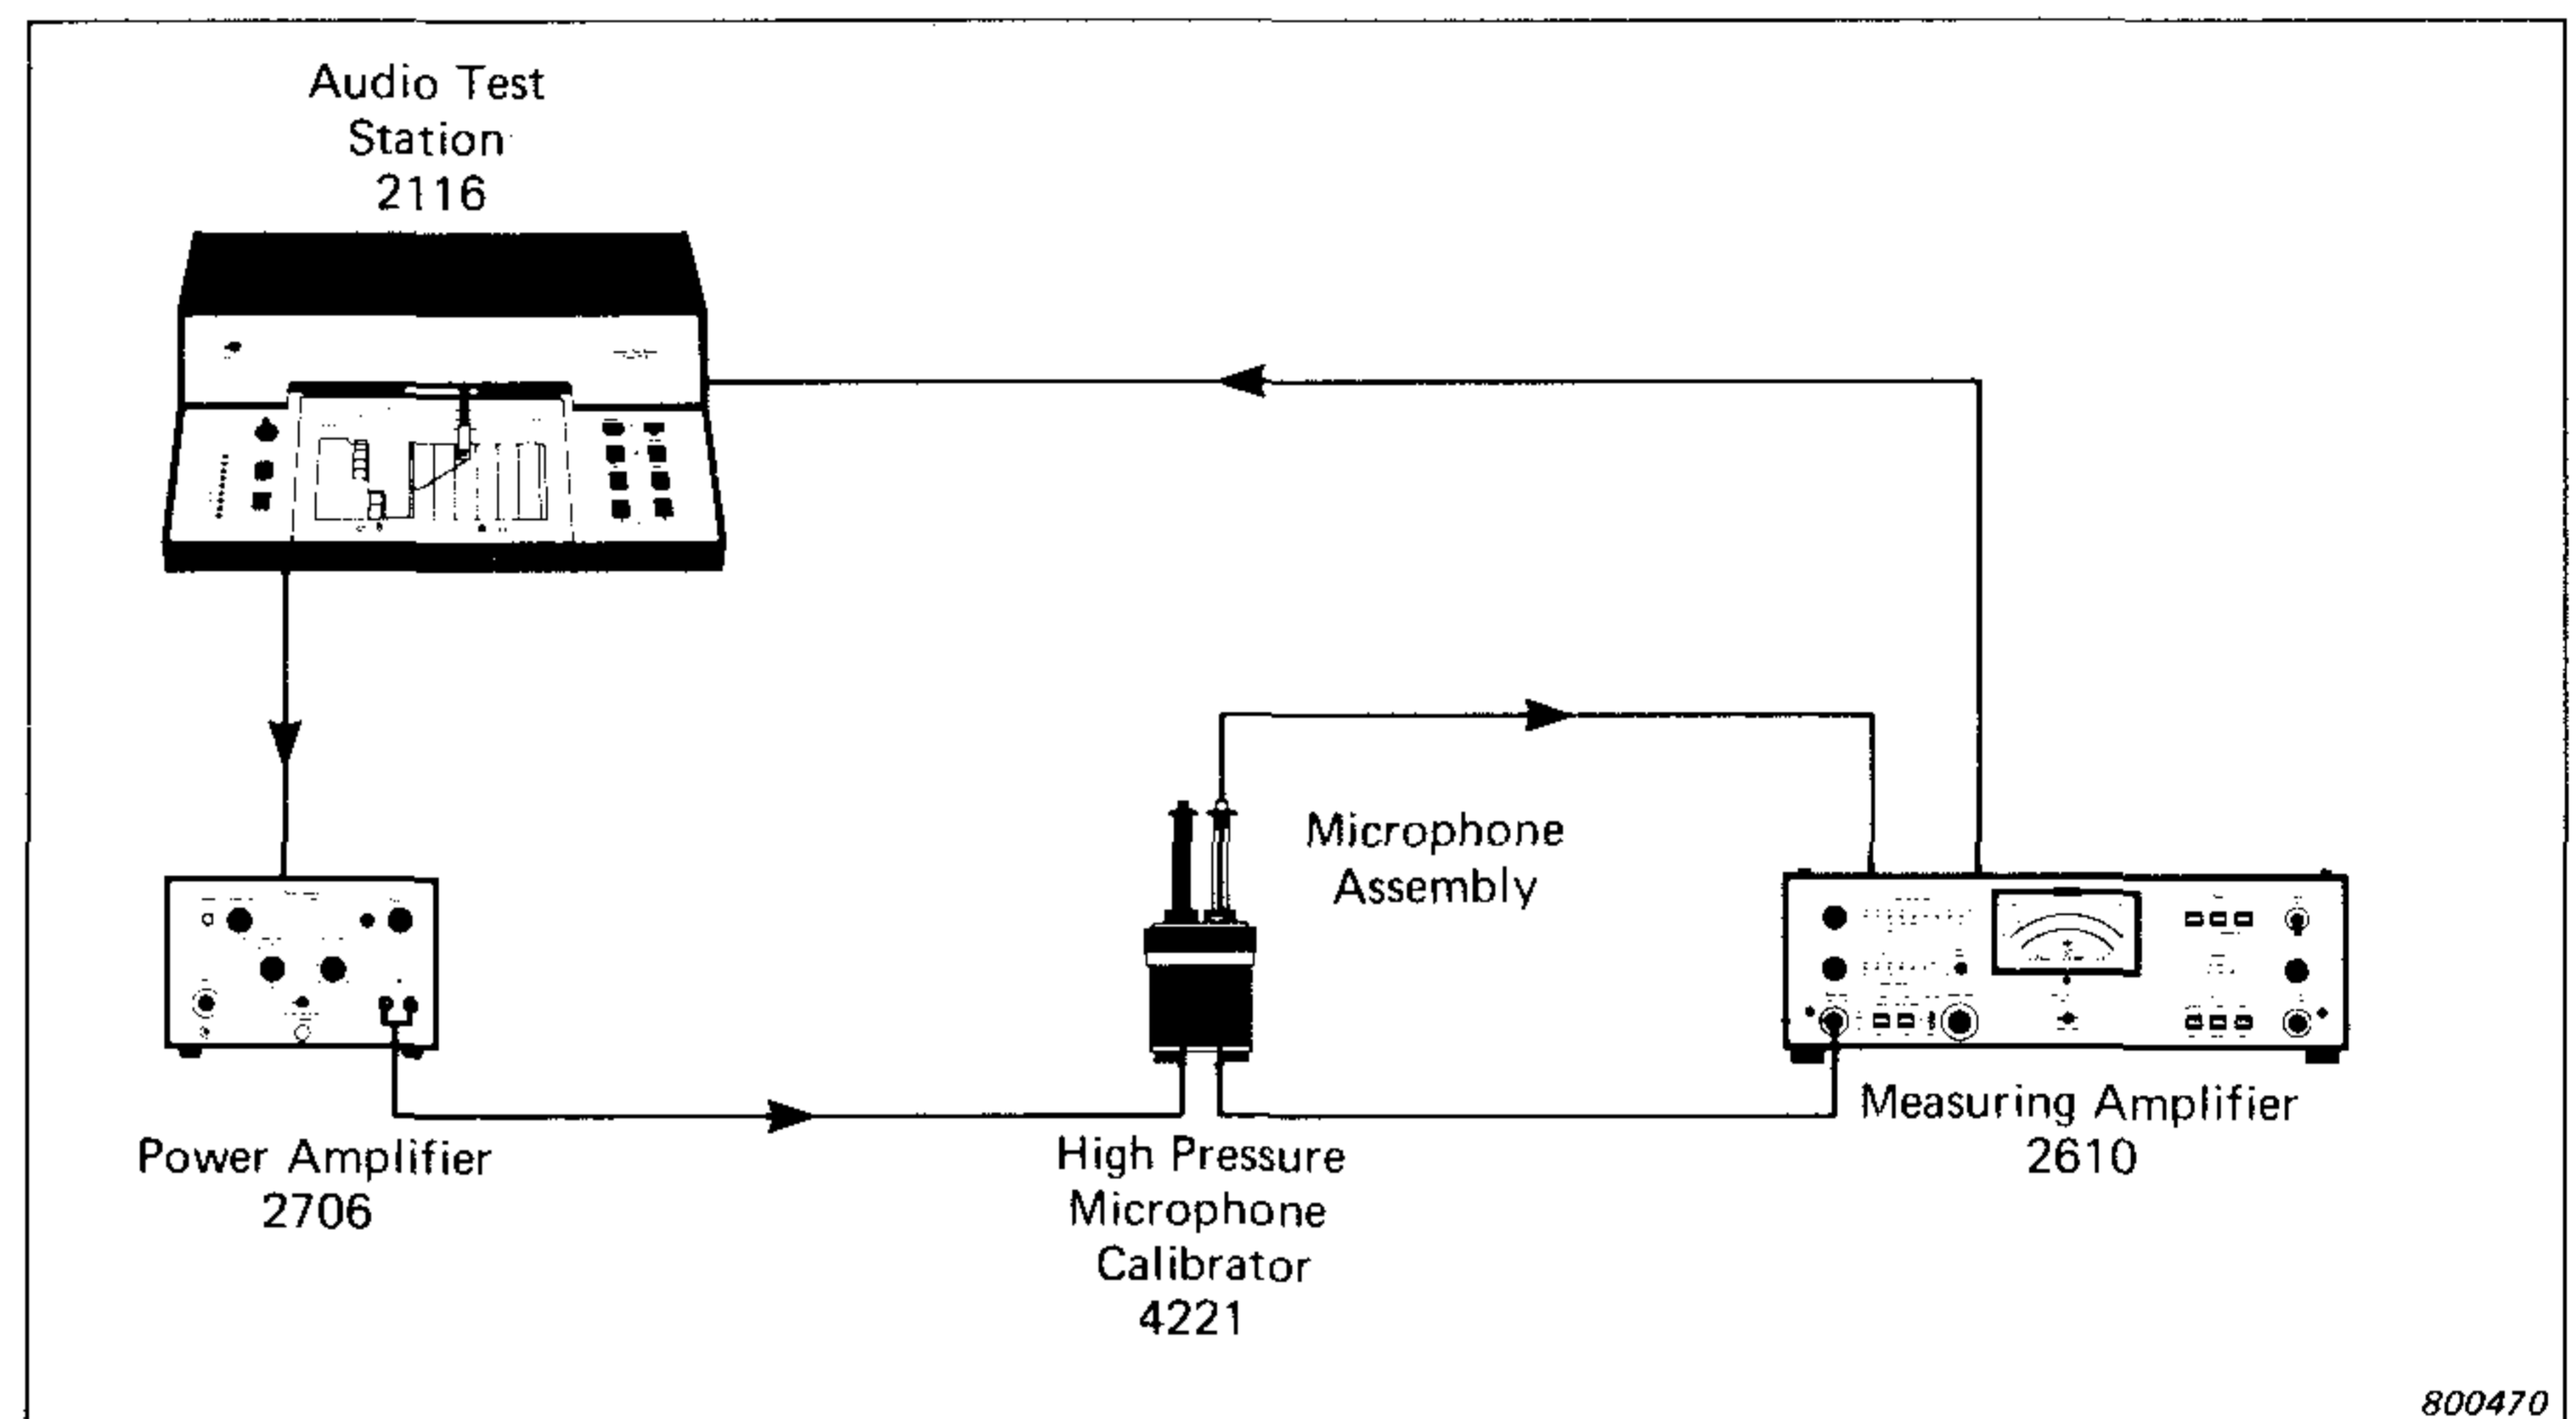 Audio Test
Station
2116
Microphone
Assembly
Power Amplifier
2706
High Pressure
Microphone
Calibrator
4221
Measuring Amplifier
2610
800470